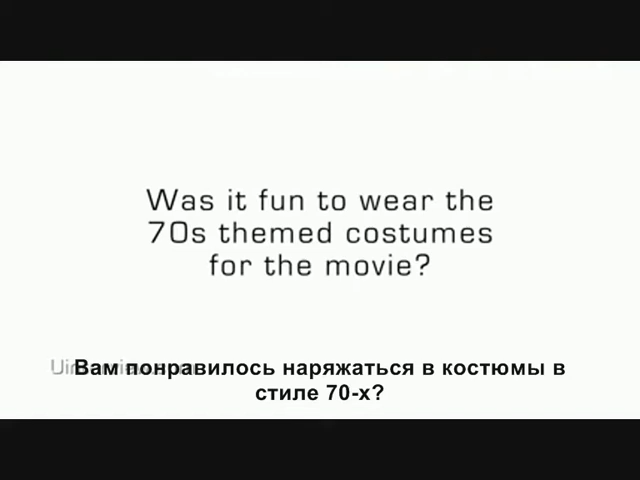 Was it fun to wear the
70s themed costumes
for the movie?
Вам понравилось наряжаться в костюмы в
стиле 70-х?